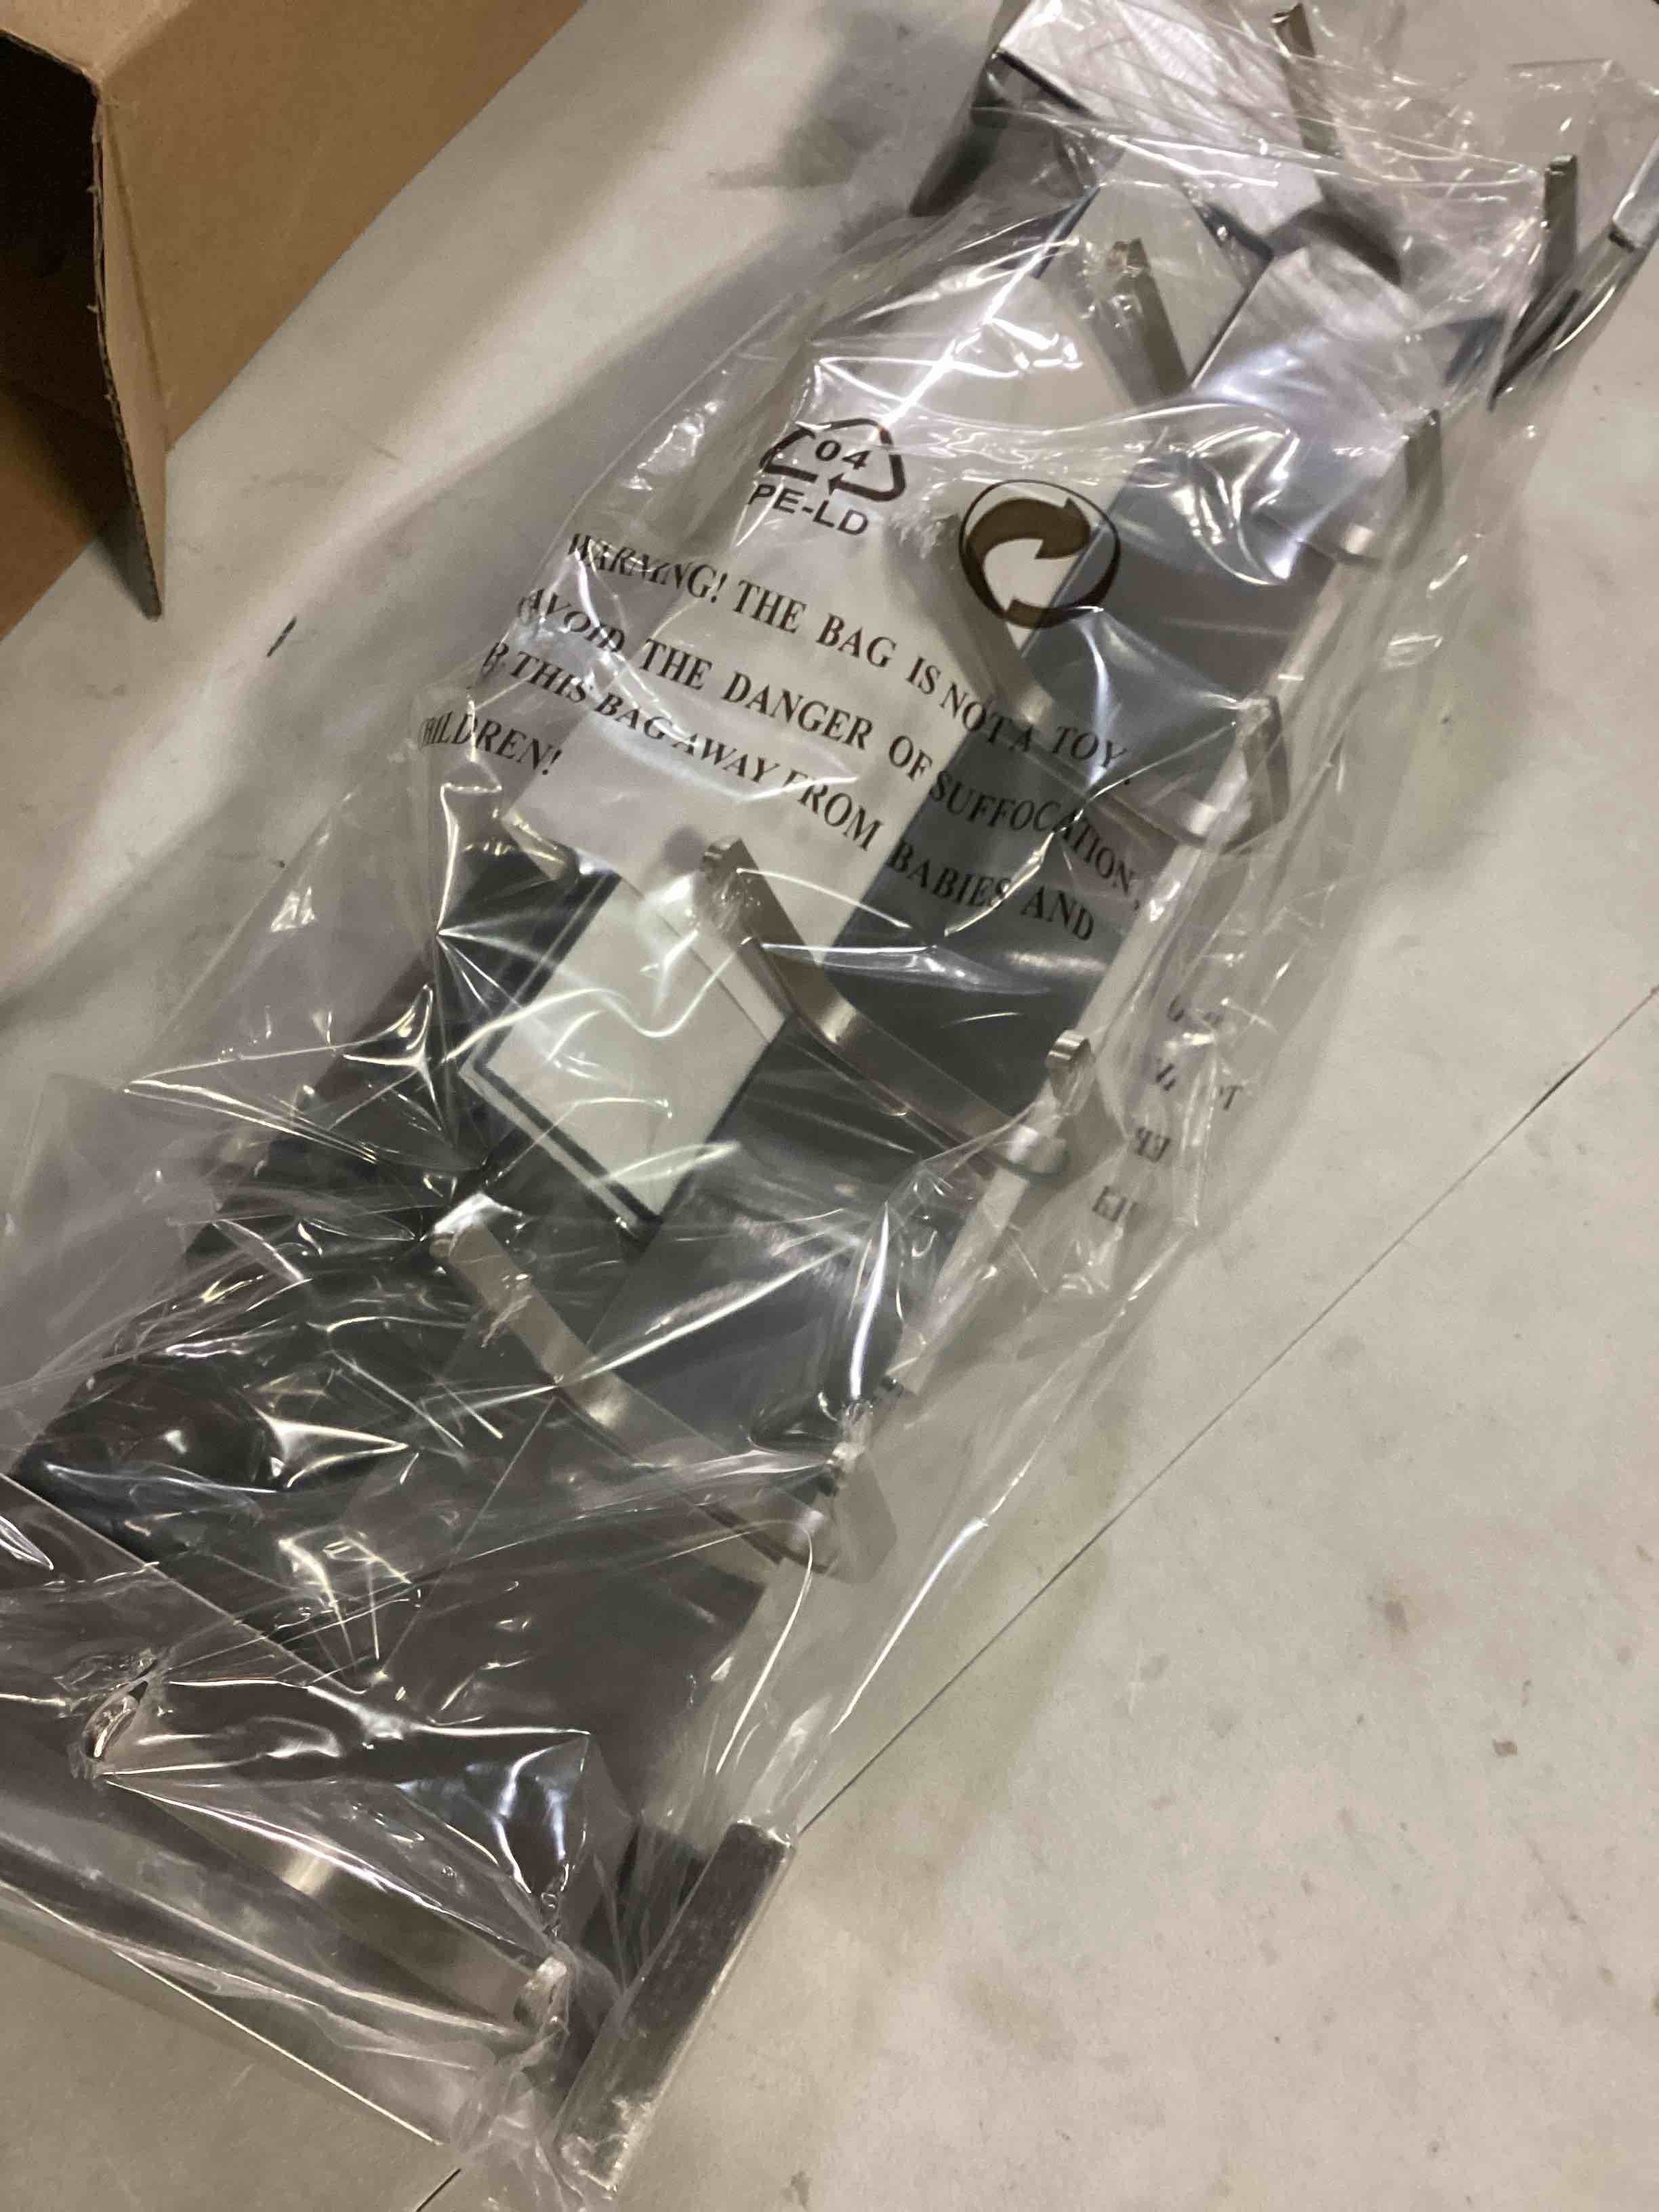 04
PE-LD
WARNING! THE BAG IS NOT A TOY.
AVOID THE DANGER OF SUFFOCATION,
THIS BAG AWAY FROM BABIES AND
CHILDREN!